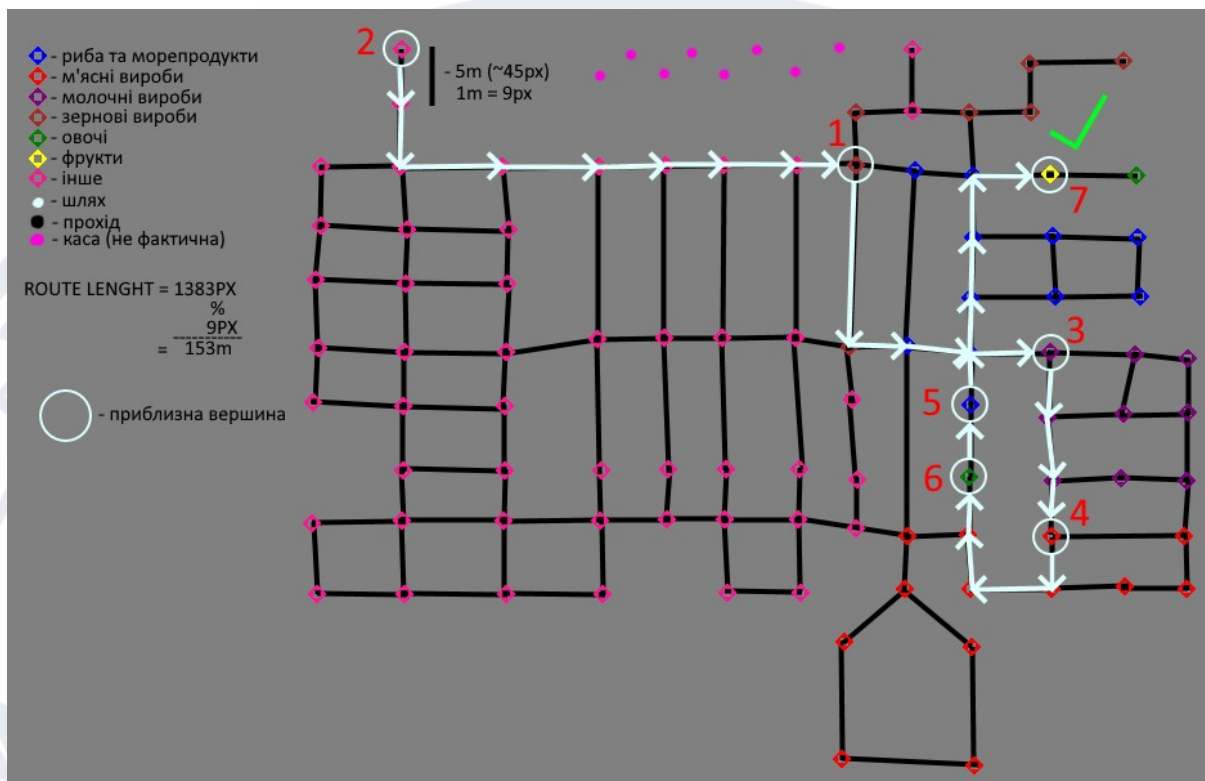 2
- 5m (~45px)
1m = 9px
- риба та морепродукти
- м'ясні вироби
- молочні вироби
- зернові вироби
- овочі
- фрукти
- інше
- шлях
- прохід
- каса (не фактична)
1
7
ROUTE LENGHT = 1383PX
%
9PX
-----------
= 153m
3
- приблизна вершина
5
6
4